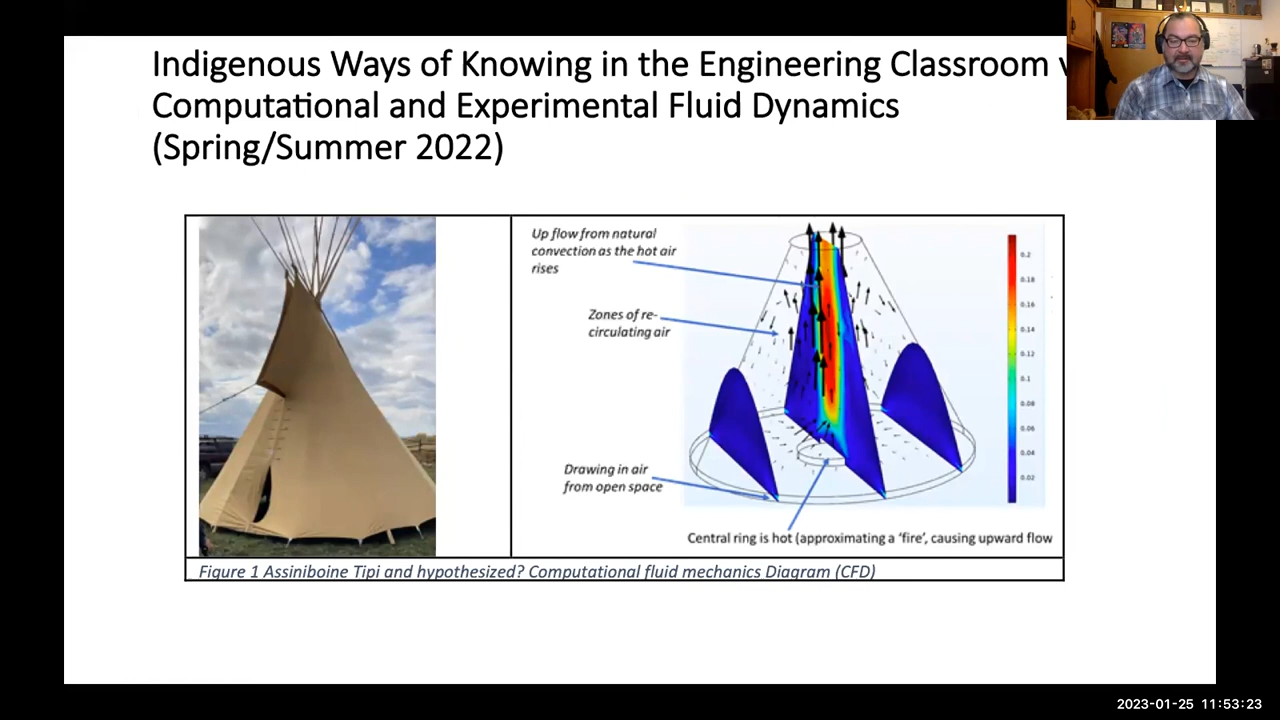 Indigenous Ways of Knowing in the Engineering Classroom
Computational and Experimental Fluid Dynamics
(Spring/Summer 2022)
Up flow from natural
convection as the hot air
rises
Zones of re-
circulating air
Drawing in air
from open space
0.2
0.18
0.16
0.14
0.12
0.1
0.08
0.06
0.04
0.02
Central ring is hot (approximating a 'fire', causing upward flow
Figure 1 Assiniboine Tipi and hypothesized? Computational fluid mechanics Diagram (CFD)
2023-01-25 11:53:23